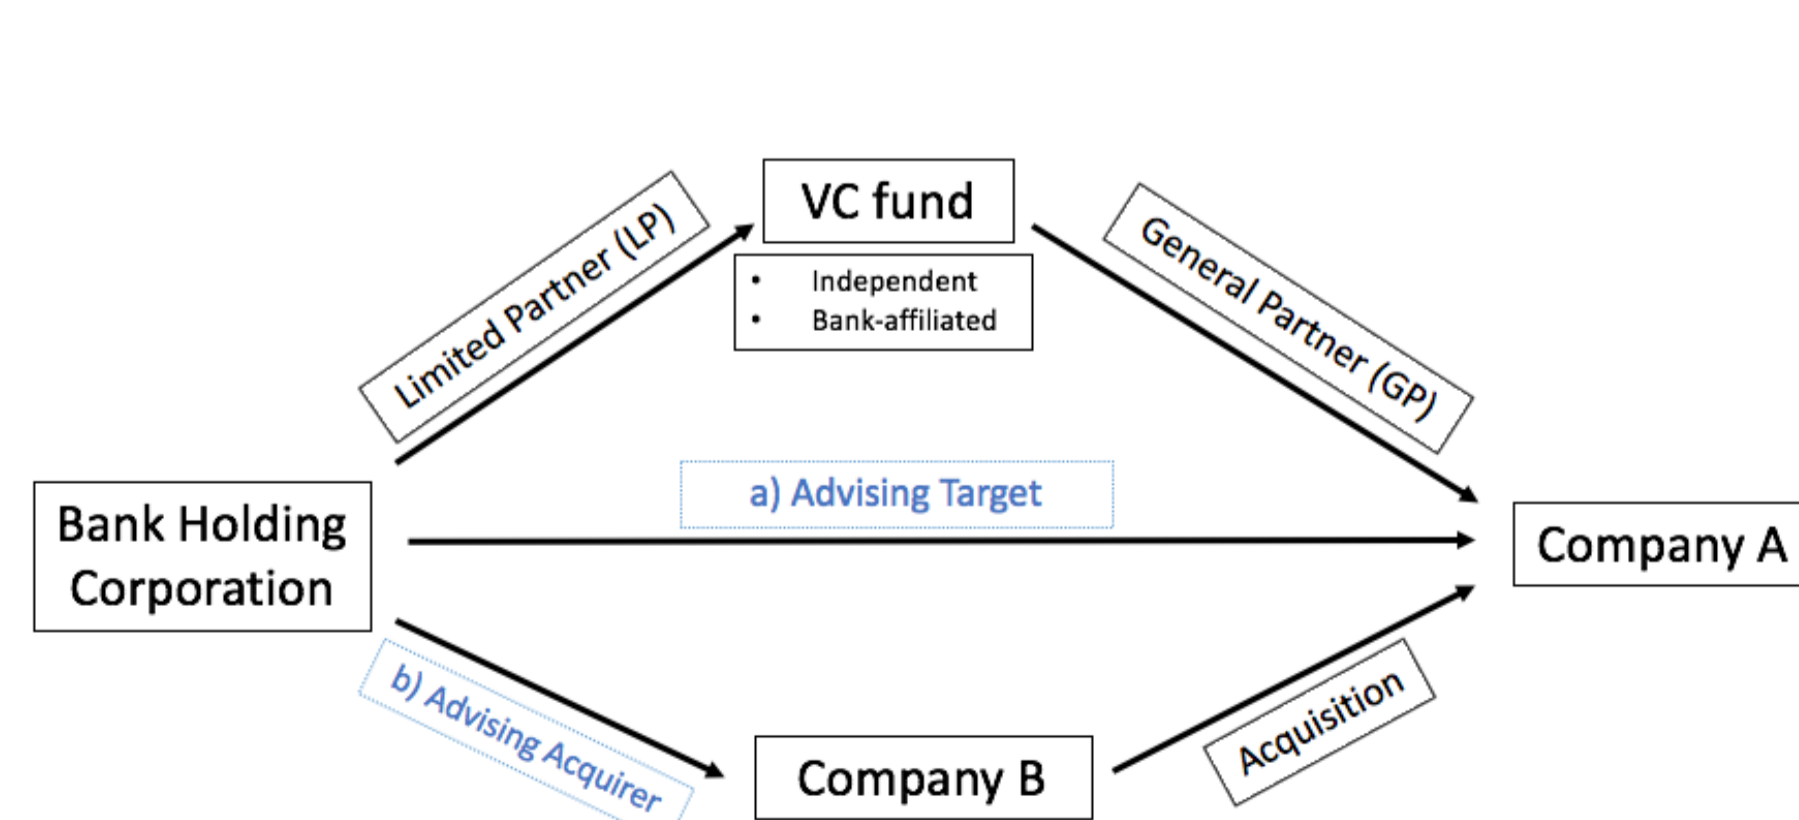 VC fund
• Independent
• Bank-affiliated
Limited Partner (LP)
General Partner (GP)
a) Advising Target
Bank Holding
Corporation
Company A
b) Advising Acquirer
Company B
Acquisition